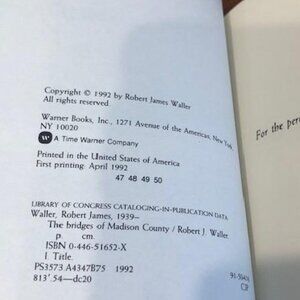 Copyright © 1992 by Robert James Waller
All rights reserved.
Warner Books, Inc., 1271 Avenue of the Americas, New York,
NY 10020
W A Time Warner Company
Printed in the United States of America
First printing: April 1992
47 48 49 50
LIBRARY OF CONGRESS CATALOGING-IN-PUBLICATION DATA
Waller, Robert James, 1939–
The bridges of Madison County / Robert J. Waller.
p. cm.
ISBN 0-446-51652-X
I. Title.
PS3573.A4347B75 1992
813'.54—dc20
CIP
For the